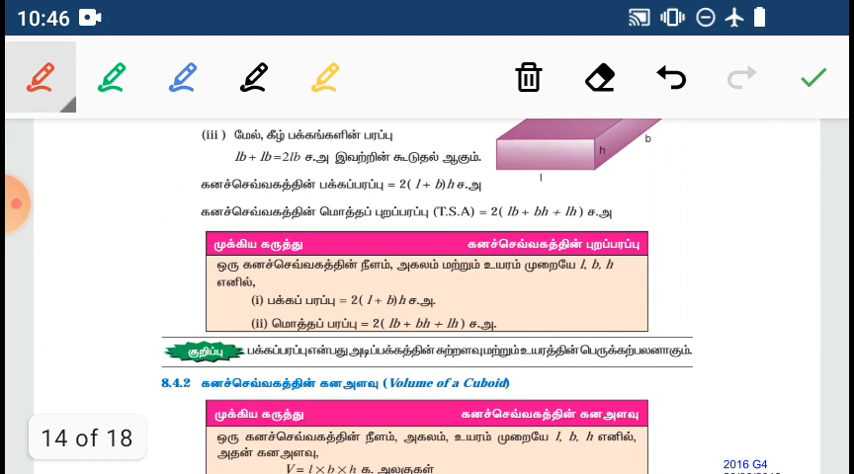 10:46
(iii ) மேல், கீழ் பக்கங்களின் பரப்பு
lb + lb =2lb ச.அ இவற்றின் கூடுதல் ஆகும்.
h
b
l
கனச்செவ்வகத்தின் பக்கப்பரப்பு = 2( l + b) h ச.அ
கனச்செவ்வகத்தின் மொத்தப் புறப்பரப்பு (T.S.A) = 2( lb + bh + lh ) ச.அ
முக்கிய கருத்து கனச்செவ்வகத்தின் புறப்பரப்பு
ஒரு கனச்செவ்வகத்தின் நீளம், அகலம் மற்றும் உயரம் முறையே l, b, h
எனில்,
(i) பக்கப் பரப்பு = 2( l + b) h ச.அ.
(ii) மொத்தப் பரப்பு = 2( lb + bh + lh ) ச.அ.
குறிப்பு பக்கப்பரப்பு என்பது அடிப்பக்கத்தின் சுற்றளவு மற்றும் உயரத்தின் பெருக்கற்பலனாகும்.
8.4.2 கனச்செவ்வகத்தின் கனஅளவு (Volume of a Cuboid)
முக்கிய கருத்து கனச்செவ்வகத்தின் கனஅளவு
ஒரு கனச்செவ்வகத்தின் நீளம், அகலம், உயரம் முறையே l, b, h எனில்,
அதன் கனஅளவு,
V = l × b × h க. அலகுகள்
14 of 18
2016 G4